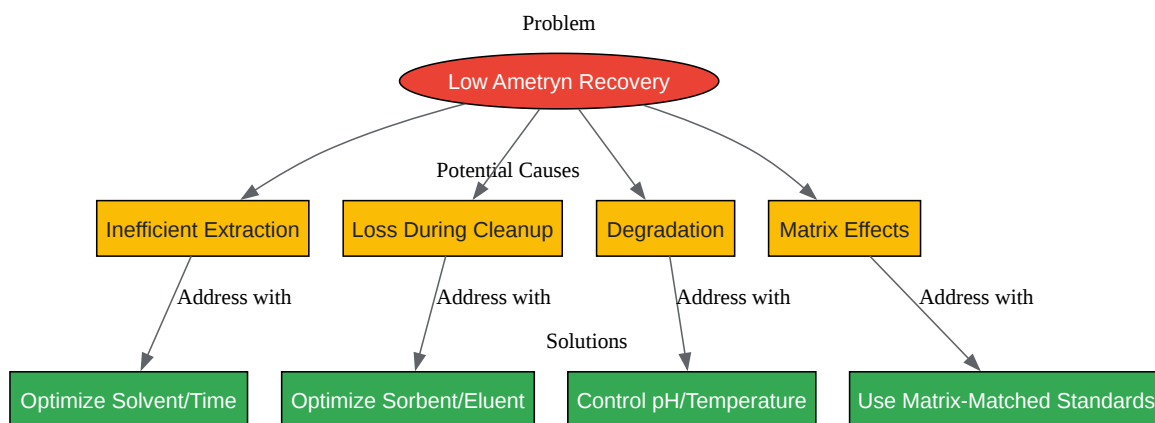 Problem
Low Ametryn Recovery
Potential Causes
Inefficient Extraction
Loss During Cleanup
Degradation
Matrix Effects
Address with
Address with
Address with
Address with
Solutions
Optimize Solvent/Time
Optimize Sorbent/Eluent
Control pH/Temperature
Use Matrix-Matched Standards